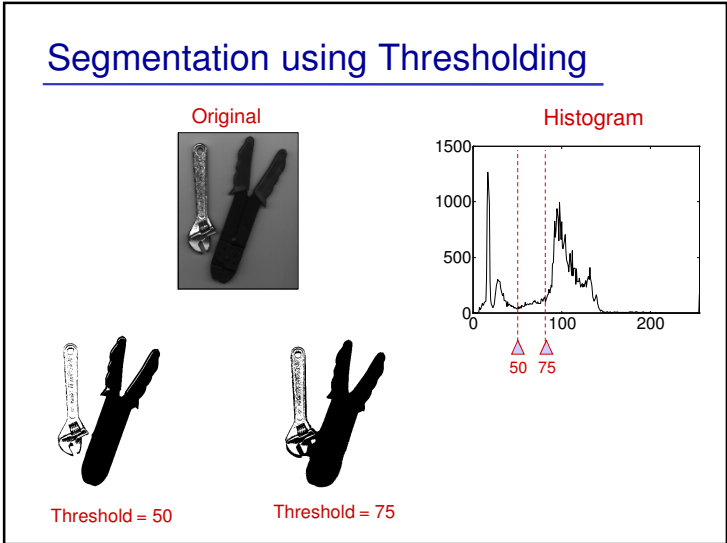 Segmentation using Thresholding
Original
Histogram
1500
1000
500
0
0 100 200
50 75
Threshold = 50
Threshold = 75